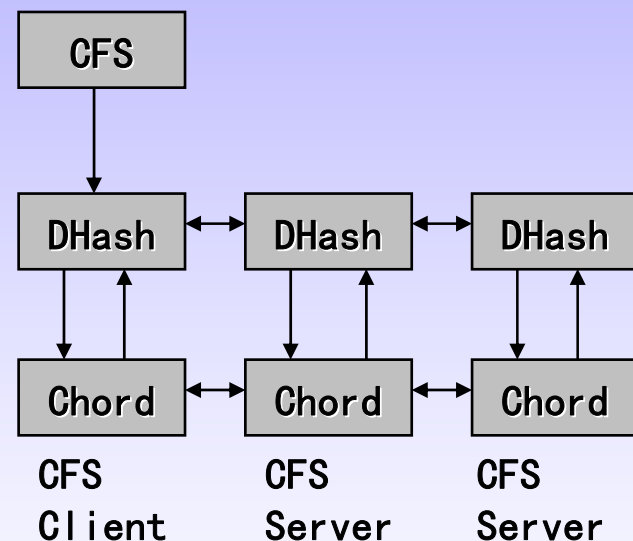 CFS
DHash DHash DHash
Chord Chord Chord
CFS CFS CFS
Client Server Server